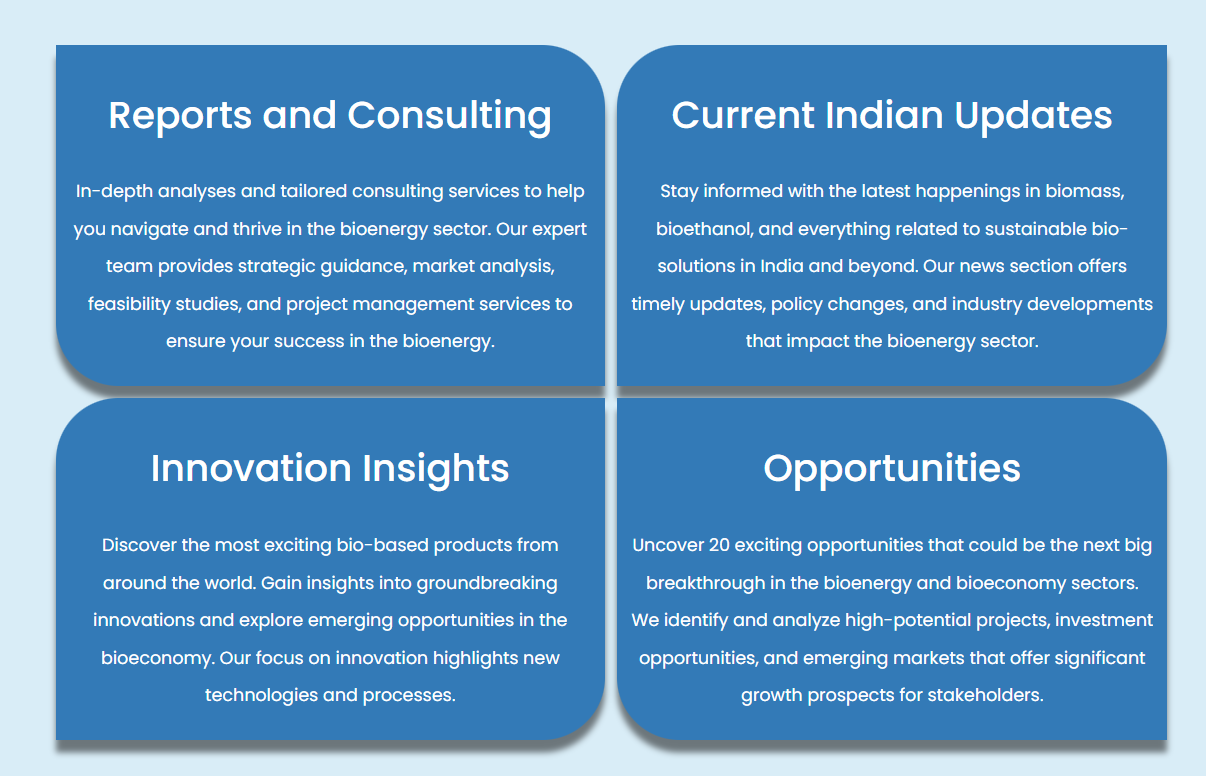 Reports and Consulting
In-depth analyses and tailored consulting services to help
you navigate and thrive in the bioenergy sector. Our expert
team provides strategic guidance, market analysis,
feasibility studies, and project management services to
ensure your success in the bioenergy.
Current Indian Updates
Stay informed with the latest happenings in biomass,
bioethanol, and everything related to sustainable bio-
solutions in India and beyond. Our news section offers
timely updates, policy changes, and industry developments
that impact the bioenergy sector.
Innovation Insights
Discover the most exciting bio-based products from
around the world. Gain insights into groundbreaking
innovations and explore emerging opportunities in the
bioeconomy. Our focus on innovation highlights new
technologies and processes.
Opportunities
Uncover 20 exciting opportunities that could be the next big
breakthrough in the bioenergy and bioeconomy sectors.
We identify and analyze high-potential projects, investment
opportunities, and emerging markets that offer significant
growth prospects for stakeholders.